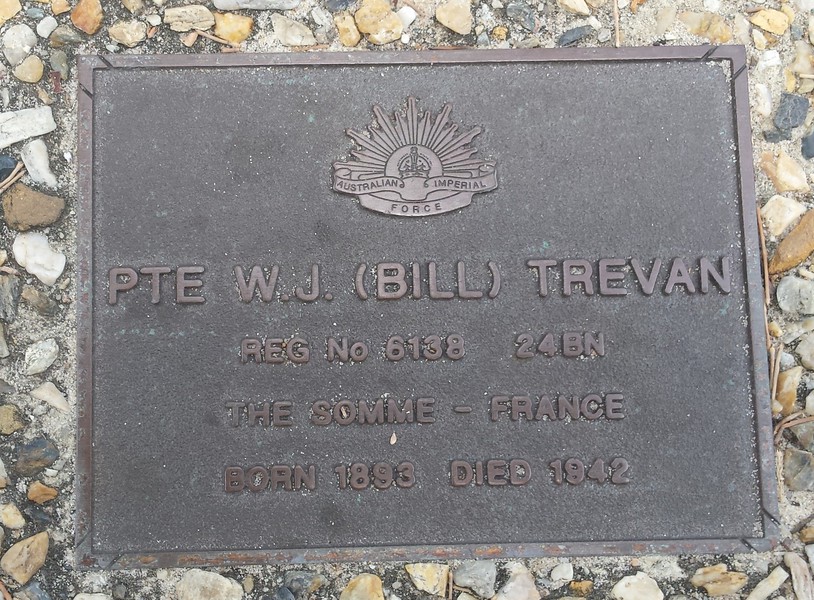 AUSTRALIAN IMPERIAL
FORCE
PTE W.J. (BILL) TREVAN
REG No 6138 24BN
THE SOMME - FRANCE
BORN 1893 DIED 1942